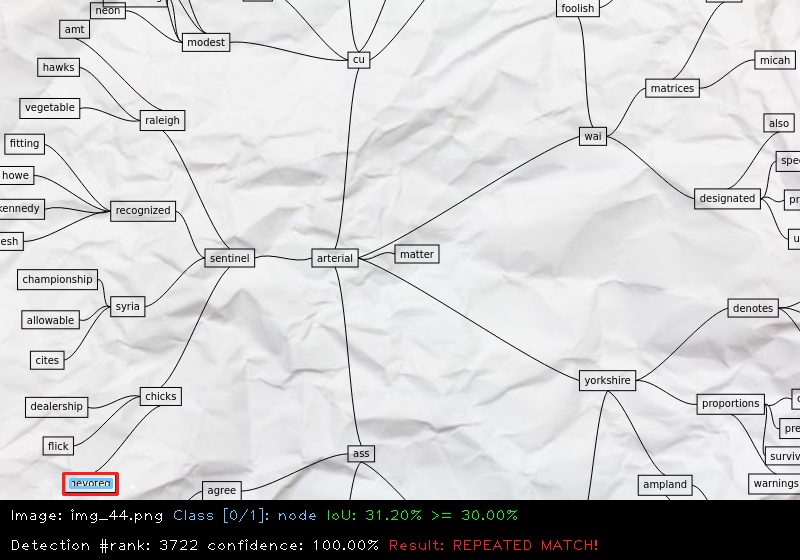 neon
amt
modest
cu
foolish
hawks
micah
matrices
vegetable
raleigh
also
wai
fitting
howe
designated
kennedy
recognized
matter
sentinel
arterial
championship
syria
denotes
allowable
cites
yorkshire
chicks
proportions
dealership
flick
ass
agree
ampland
warnings
Image: img_44.png Class [0/1]: node IoU: 31.20% >= 30.00%
Detection #rank: 3722 confidence: 100.00% Result: REPEATED MATCH!